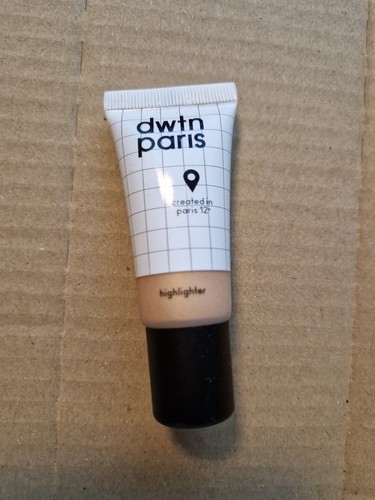 dwtn
paris
created in
paris 12e
highlighter